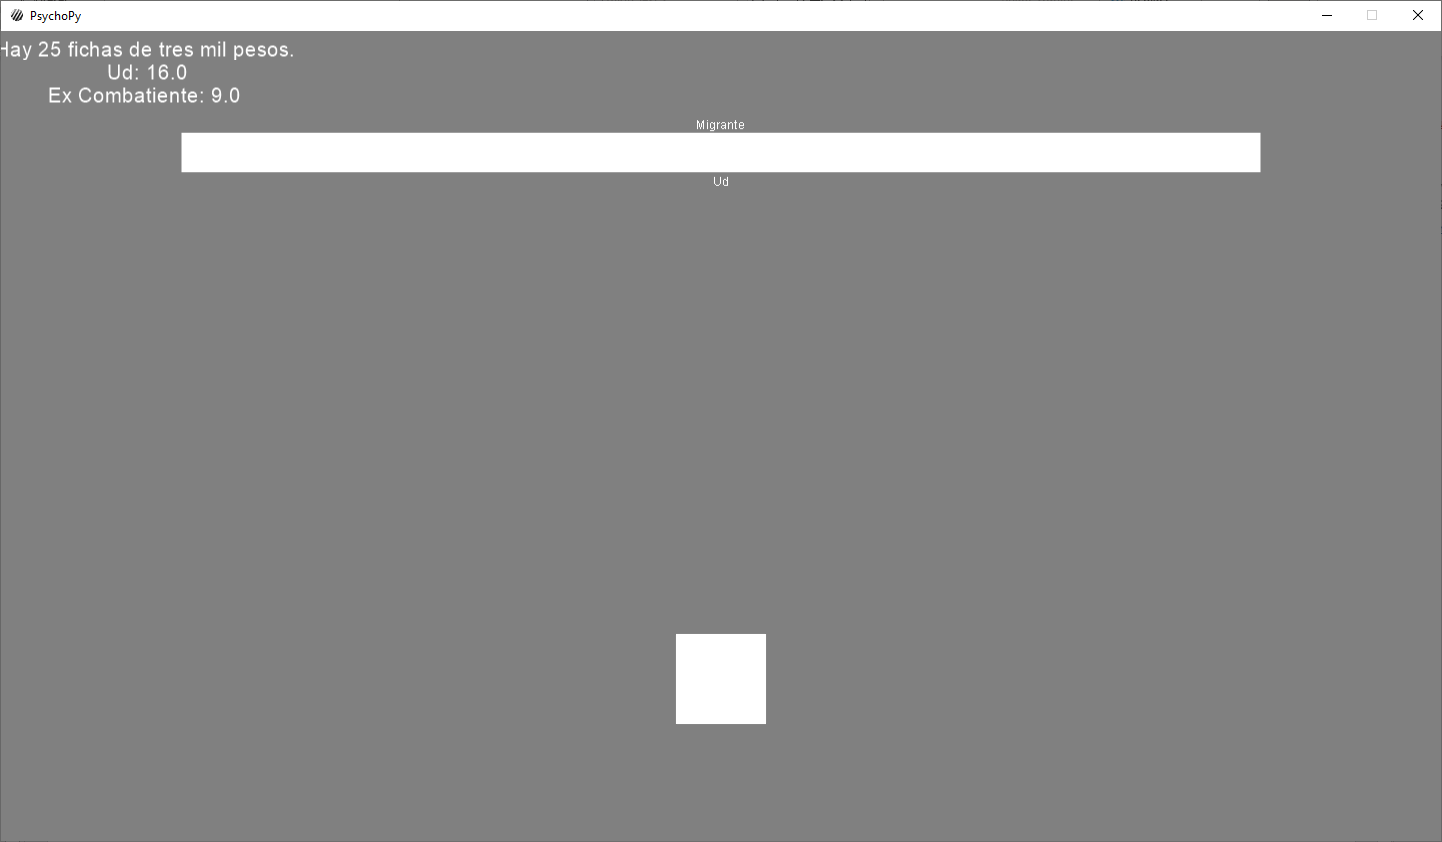 PsychoPy
Hay 25 fichas de tres mil pesos.
Ud: 16.0
Ex Combatiente: 9.0
Migrante
Ud